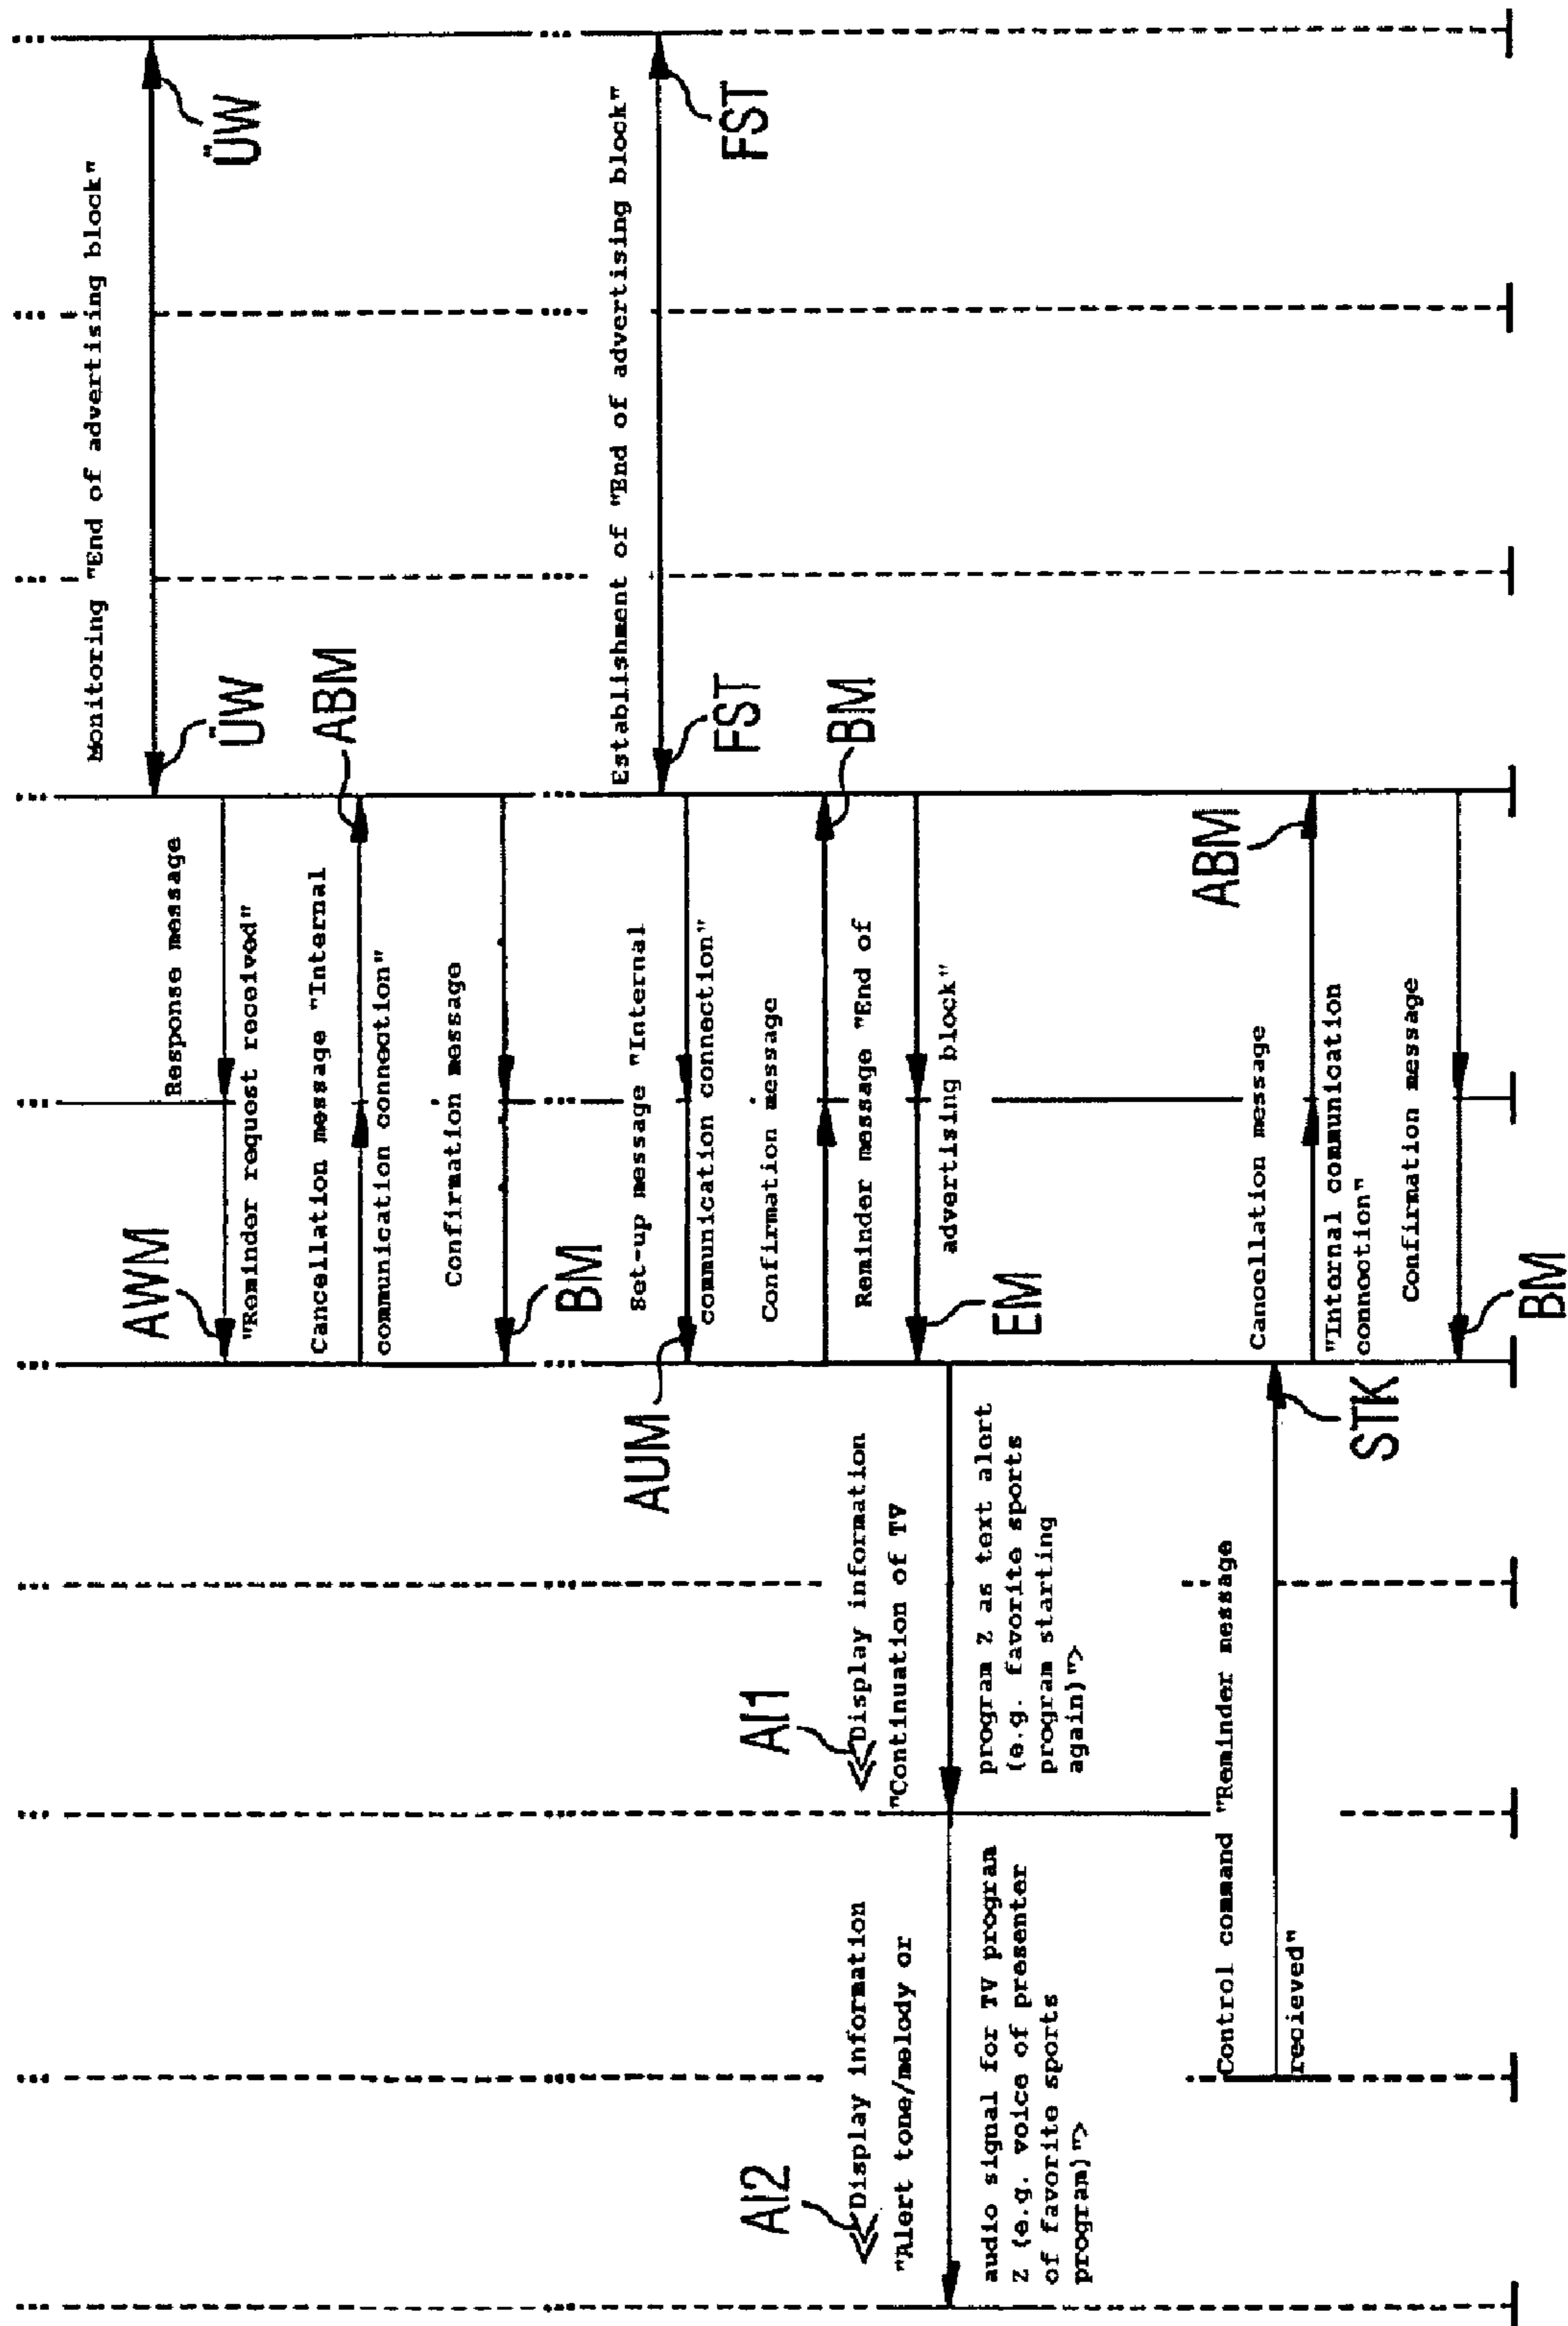 Monitoring "End of advertising block"
ÜW
ÜW
Response message
AWM
"Reminder request received"
Cancellation message "Internal
ABM
communication connection"
Confirmation message
BM
Establishment of "End of advertising block"
FST
FST
Set-up message "Internal
AUM
communication connection"
Confirmation message
BM
Reminder message "End of
advertising block"
EM
AI1
<Display information
"Continuation of TV
program Z as text alert
(e.g. favorite sports
program starting
again)">
AI2
<Display information
"Alert tone/melody or
audio signal for TV program
Z (e.g. voice of presenter
of favorite sports
program)">
Control command "Reminder message
recieved"
STK
Cancellation message
ABM
"Internal communication
connection"
Confirmation message
BM